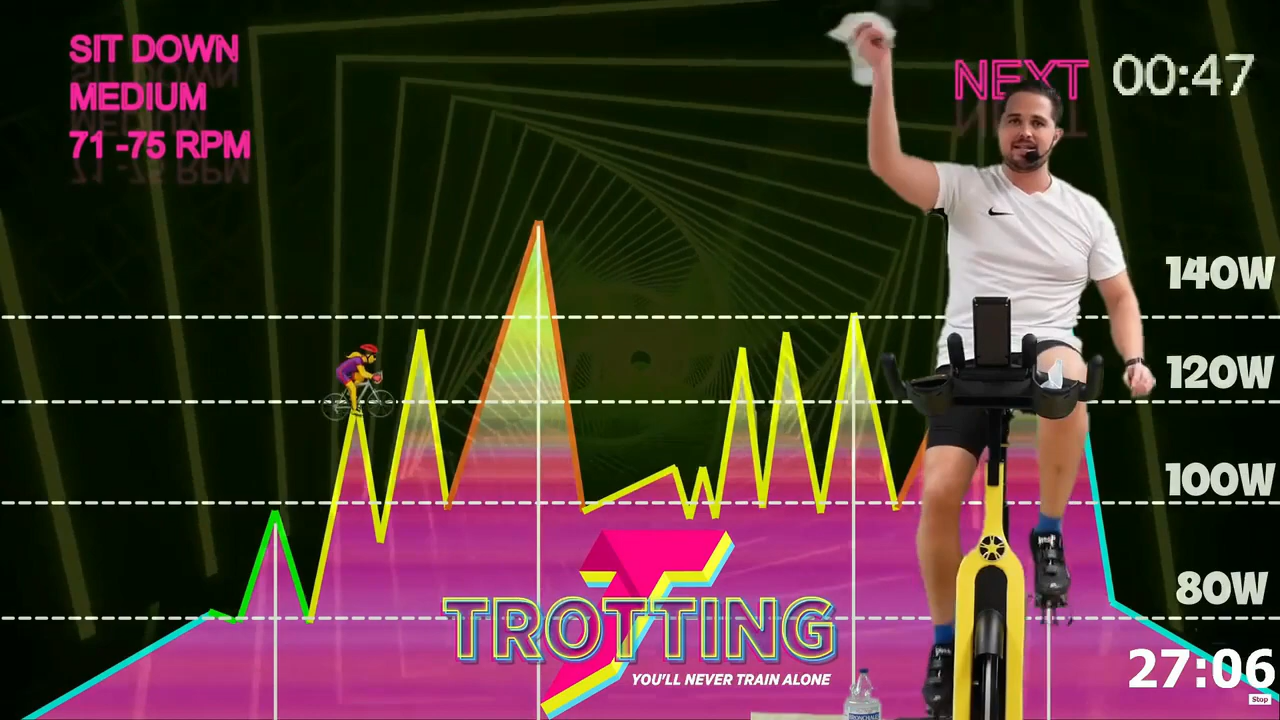 SIT DOWN
MEDIUM
71 -75 RPM
NEXT 00:47
140W
120W
100W
80W
TROTTING
YOU'LL NEVER TRAIN ALONE
27:06
Stop